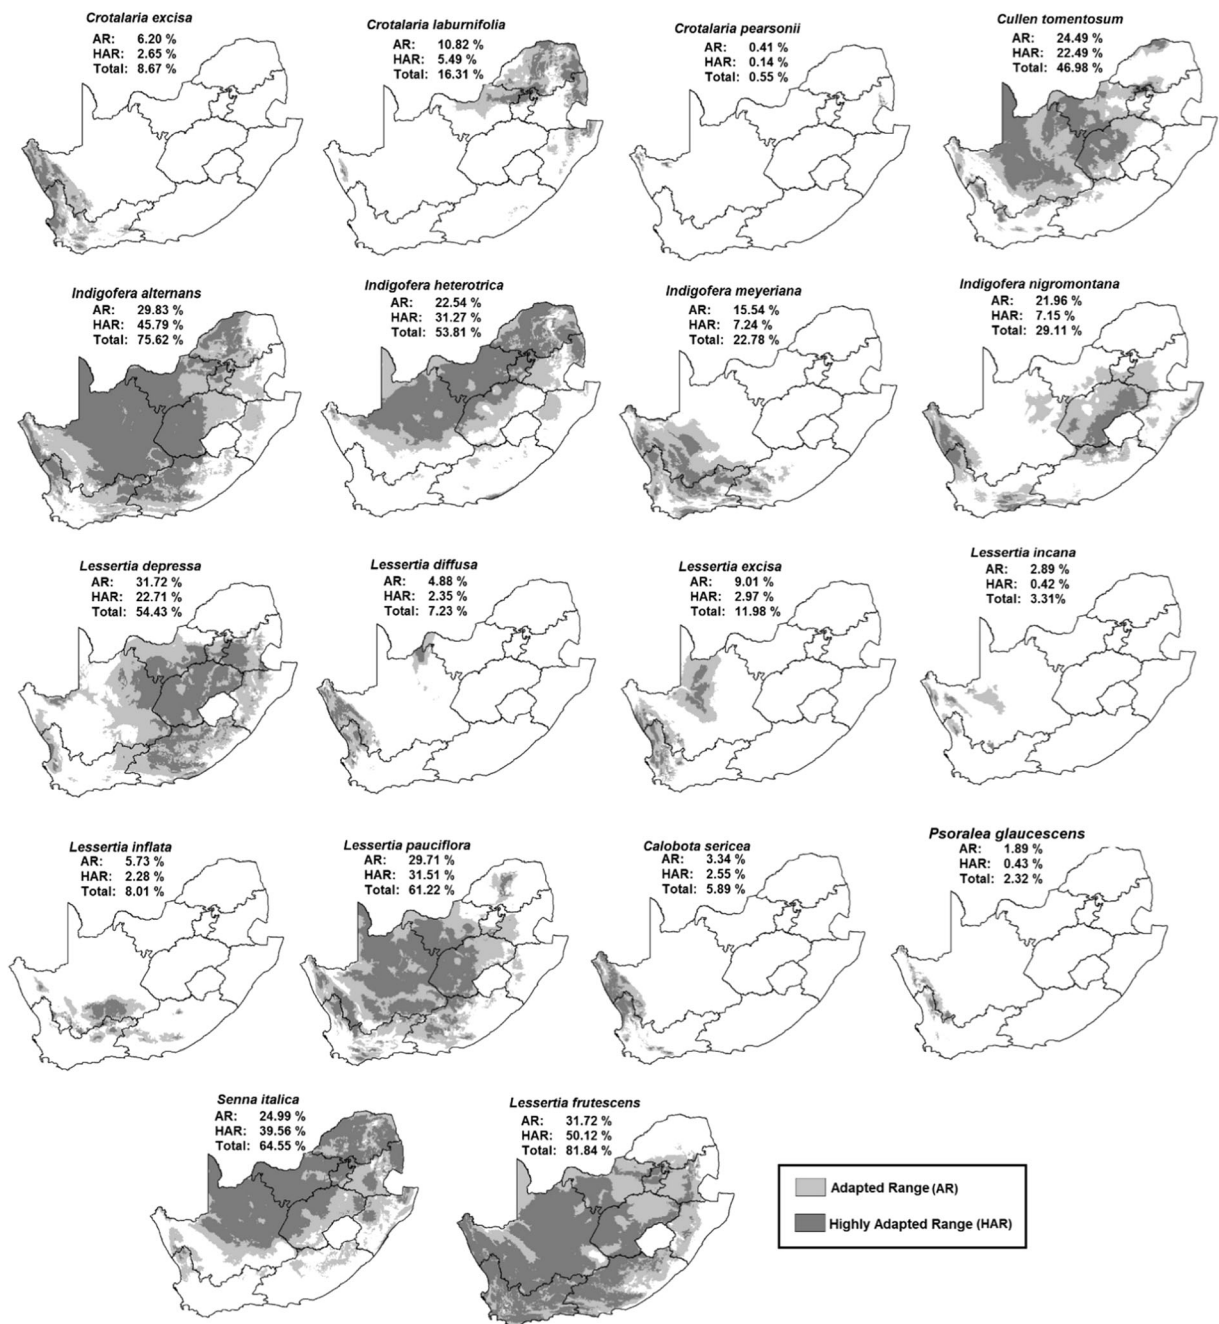 Crotalaria excisa
AR: 6.20 %
HAR: 2.65 %
Total: 8.67 %
Crotalaria laburnifolia
AR: 10.82 %
HAR: 5.49 %
Total: 16.31 %
Crotalaria pearsonii
AR: 0.41 %
HAR: 0.14 %
Total: 0.55 %
Cullen tomentosum
AR: 24.49 %
HAR: 22.49 %
Total: 46.98 %
Indigofera alternans
AR: 29.83 %
HAR: 45.79 %
Total: 75.62 %
Indigofera heterotrica
AR: 22.54 %
HAR: 31.27 %
Total: 53.81 %
Indigofera meyeriana
AR: 15.54 %
HAR: 7.24 %
Total: 22.78 %
Indigofera nigromontana
AR: 21.96 %
HAR: 7.15 %
Total: 29.11 %
Lessertia depressa
AR: 31.72 %
HAR: 22.71 %
Total: 54.43 %
Lessertia diffusa
AR: 4.88 %
HAR: 2.35 %
Total: 7.23 %
Lessertia excisa
AR: 9.01 %
HAR: 2.97 %
Total: 11.98 %
Lessertia incana
AR: 2.89 %
HAR: 0.42 %
Total: 3.31%
Lessertia inflata
AR: 5.73 %
HAR: 2.28 %
Total: 8.01 %
Lessertia pauciflora
AR: 29.71 %
HAR: 31.51 %
Total: 61.22 %
Calobota sericea
AR: 3.34 %
HAR: 2.55 %
Total: 5.89 %
Psoralea glaucescens
AR: 1.89 %
HAR: 0.43 %
Total: 2.32 %
Senna italica
AR: 24.99 %
HAR: 39.56 %
Total: 64.55 %
Lessertia frutescens
AR: 31.72 %
HAR: 50.12 %
Total: 81.84 %
Adapted Range (AR)
Highly Adapted Range (HAR)